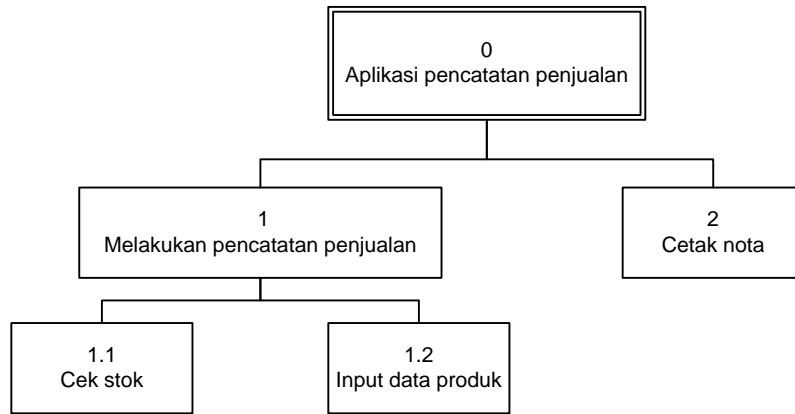 0
Aplikasi pencatatan penjualan
1
Melakukan pencatatan penjualan
2
Cetak nota
1.1
Cek stok
1.2
Input data produk